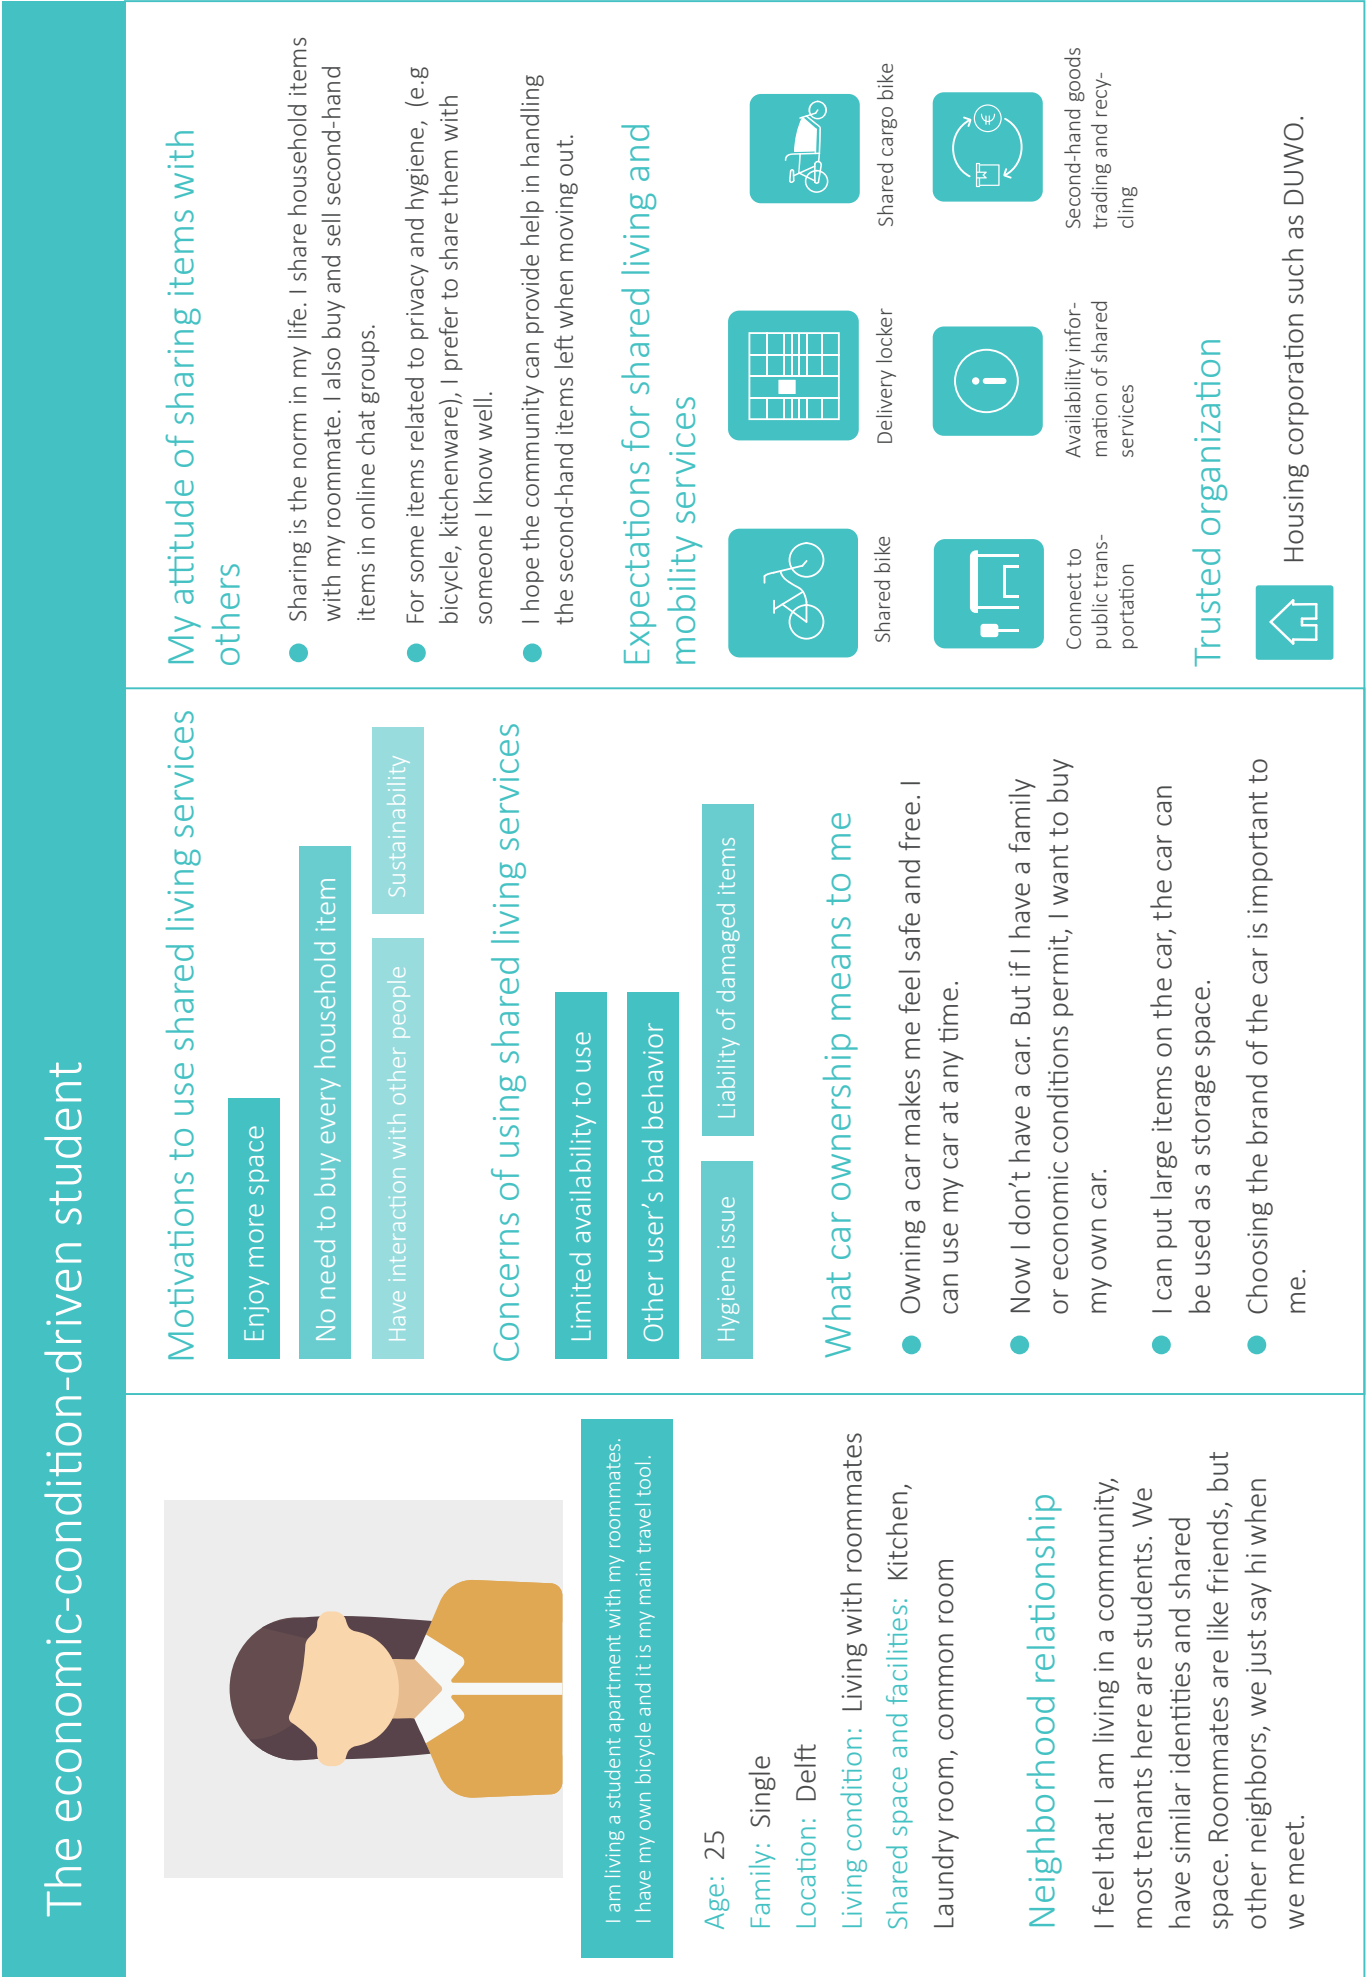 The economic-condition-driven student
I am living a student apartment with my roommates.
I have my own bicycle and it is my main travel tool.
Age: 25
Family: Single
Location: Delft
Living condition: Living with roommates
Shared space and facilities: Kitchen,
Laundry room, common room
Neighborhood relationship
I feel that I am living in a community,
most tenants here are students. We
have similar identities and shared
space. Roommates are like friends, but
other neighbors, we just say hi when
we meet.
Motivations to use shared living services
Enjoy more space
No need to buy every household item
Have interaction with other people
Sustainability
Concerns of using shared living services
Limited availability to use
Other user's bad behavior
Hygiene issue
Liability of damaged items
What car ownership means to me
Owning a car makes me feel safe and free. I
can use my car at any time.
Now I don't have a car. But if I have a family
or economic conditions permit, I want to buy
my own car.
I can put large items on the car, the car can
be used as a storage space.
Choosing the brand of the car is important to
me.
My attitude of sharing items with
others
Sharing is the norm in my life. I share household items
with my roommate. I also buy and sell second-hand
items in online chat groups.
For some items related to privacy and hygiene, (e.g
bicycle, kitchenware), I prefer to share them with
someone I know well.
I hope the community can provide help in handling
the second-hand items left when moving out.
Expectations for shared living and
mobility services
Shared bike
Delivery locker
Shared cargo bike
Connect to
public trans-
portation
Availability infor-
mation of shared
services
€
Second-hand goods
trading and recy-
cling
Trusted organization
Housing corporation such as DUWO.